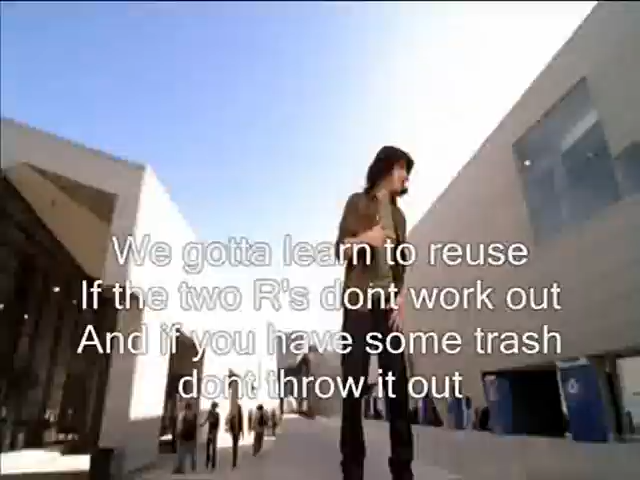 We gotta learn to reuse
If the two R's dont work out
And if you have some trash
dont throw it out